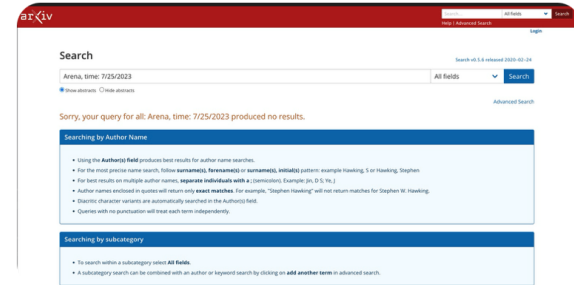 arXiv
Search...
All fields
Search
Help | Advanced Search
Login
Search
Search v0.5.6 released 2020-02-24
Arena, time: 7/25/2023
All fields
Search
Show abstracts Hide abstracts
Advanced Search
Sorry, your query for all: Arena, time: 7/25/2023 produced no results.
Searching by Author Name
• Using the Author(s) field produces best results for author name searches.
• For the most precise name search, follow surname(s), forename(s) or surname(s), initial(s) pattern: example Hawking, S or Hawking, Stephen
• For best results on multiple author names, separate individuals with a ; (semicolon). Example: Jin, D S; Ye, J
• Author names enclosed in quotes will return only exact matches. For example, "Stephen Hawking" will not return matches for Stephen W. Hawking.
• Diacritic character variants are automatically searched in the Author(s) field.
• Queries with no punctuation will treat each term independently.
Searching by subcategory
• To search within a subcategory select All fields.
• A subcategory search can be combined with an author or keyword search by clicking on add another term in advanced search.